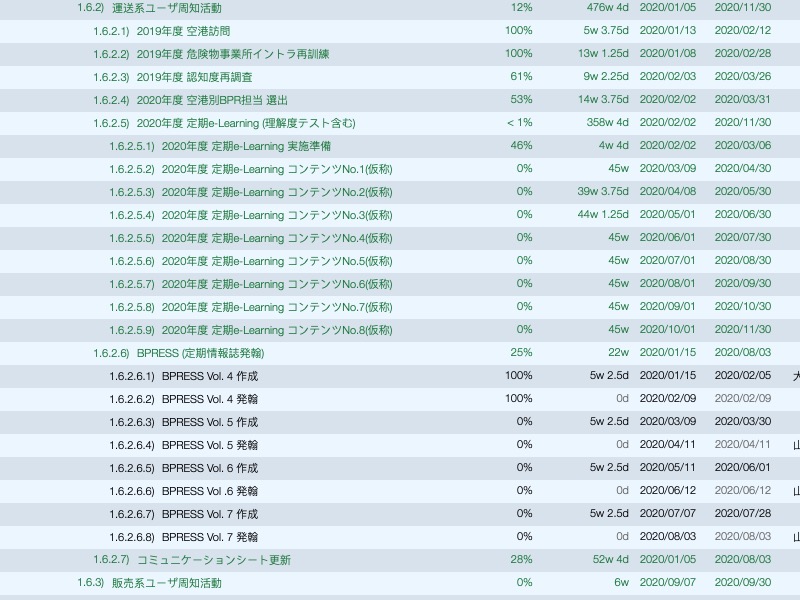 1.6.2) 運送系ユーザ周知活動 12% 476w 4d 2020/01/05 2020/11/30
1.6.2.1) 2019年度 空港訪問 100% 5w 3.75d 2020/01/13 2020/02/12
1.6.2.2) 2019年度 危険物事業所イントラ再訓練 100% 13w 1.25d 2020/01/08 2020/02/28
1.6.2.3) 2019年度 認知度再調査 61% 9w 2.25d 2020/02/03 2020/03/26
1.6.2.4) 2020年度 空港別BPR担当 選出 53% 14w 3.75d 2020/02/02 2020/03/31
1.6.2.5) 2020年度 定期e-Learning (理解度テスト含む) < 1% 358w 4d 2020/02/02 2020/11/30
1.6.2.5.1) 2020年度 定期e-Learning 実施準備 46% 4w 4d 2020/02/02 2020/03/06
1.6.2.5.2) 2020年度 定期e-Learning コンテンツNo.1(仮称) 0% 45w 2020/03/09 2020/04/30
1.6.2.5.3) 2020年度 定期e-Learning コンテンツNo.2(仮称) 0% 39w 3.75d 2020/04/08 2020/05/30
1.6.2.5.4) 2020年度 定期e-Learning コンテンツNo.3(仮称) 0% 44w 1.25d 2020/05/01 2020/06/30
1.6.2.5.5) 2020年度 定期e-Learning コンテンツNo.4(仮称) 0% 45w 2020/06/01 2020/07/30
1.6.2.5.6) 2020年度 定期e-Learning コンテンツNo.5(仮称) 0% 45w 2020/07/01 2020/08/30
1.6.2.5.7) 2020年度 定期e-Learning コンテンツNo.6(仮称) 0% 45w 2020/08/01 2020/09/30
1.6.2.5.8) 2020年度 定期e-Learning コンテンツNo.7(仮称) 0% 45w 2020/09/01 2020/10/30
1.6.2.5.9) 2020年度 定期e-Learning コンテンツNo.8(仮称) 0% 45w 2020/10/01 2020/11/30
1.6.2.6) BPRESS (定期情報誌発翰) 25% 22w 2020/01/15 2020/08/03
1.6.2.6.1) BPRESS Vol. 4 作成 100% 5w 2.5d 2020/01/15 2020/02/05
1.6.2.6.2) BPRESS Vol. 4 発翰 100% 0d 2020/02/09 2020/02/09
1.6.2.6.3) BPRESS Vol. 5 作成 0% 5w 2.5d 2020/03/09 2020/03/30
1.6.2.6.4) BPRESS Vol. 5 発翰 0% 0d 2020/04/11 2020/04/11 山
1.6.2.6.5) BPRESS Vol. 6 作成 0% 5w 2.5d 2020/05/11 2020/06/01
1.6.2.6.6) BPRESS Vol .6 発翰 0% 0d 2020/06/12 2020/06/12 山
1.6.2.6.7) BPRESS Vol. 7 作成 0% 5w 2.5d 2020/07/07 2020/07/28
1.6.2.6.8) BPRESS Vol. 7 発翰 0% 0d 2020/08/03 2020/08/03 山
1.6.2.7) コミュニケーションシート更新 28% 52w 4d 2020/01/05 2020/08/03
1.6.3) 販売系ユーザ周知活動 0% 6w 2020/09/07 2020/09/30